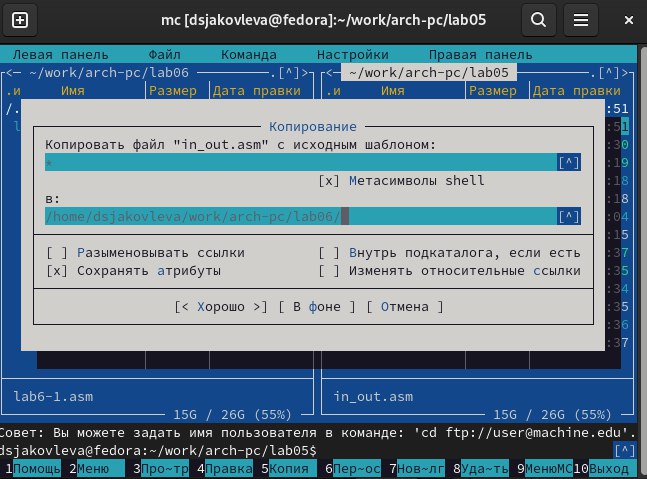 mc [dsjakovleva@fedora]:~/work/arch-pc/lab05
Левая панель Файл Команда Настройки Правая панель
<— ~/work/arch-pc/lab06 .[^]> <— ~/work/arch-pc/lab05 .[^]>
.и Имя Размер Дата правки .и Имя Размер Дата правки
/. :51
:51
Копирование :30
Копировать файл "in_out.asm" с исходным шаблоном: :19
* [^] :18
[x] Метасимволы shell :18
в: :04
/home/dsjakovleva/work/arch-pc/lab06/ [^] :15
[ ] Разыменовывать ссылки [ ] Внутрь подкаталога, если есть :37
[x] Сохранять атрибуты [ ] Изменять относительные ссылки :35
:34
[< Хорошо >] [ В фоне ] [ Отмена ] :35
:36
:37
lab6-1.asm in_out.asm
15G / 26G (55%) 15G / 26G (55%)
Совет: Вы можете задать имя пользователя в команде: 'cd ftp://user@machine.edu'.
dsjakovleva@fedora:~/work/arch-pc/lab05$ [^]
1Помощь 2Меню 3Про~тр 4Правка 5Копия 6Пер~ос 7Нов~лг 8Уда~ть 9МенюMC 10Выход